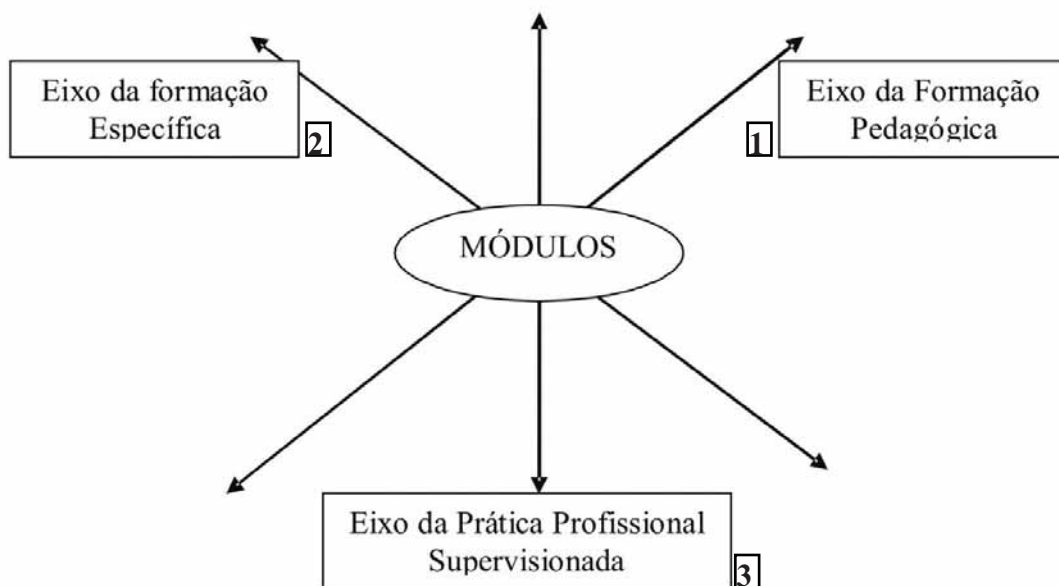 Eixo da formação
Específica
2
Eixo da Formação
Pedagógica
1
MÓDULOS
Eixo da Prática Profissional
Supervisionada
3